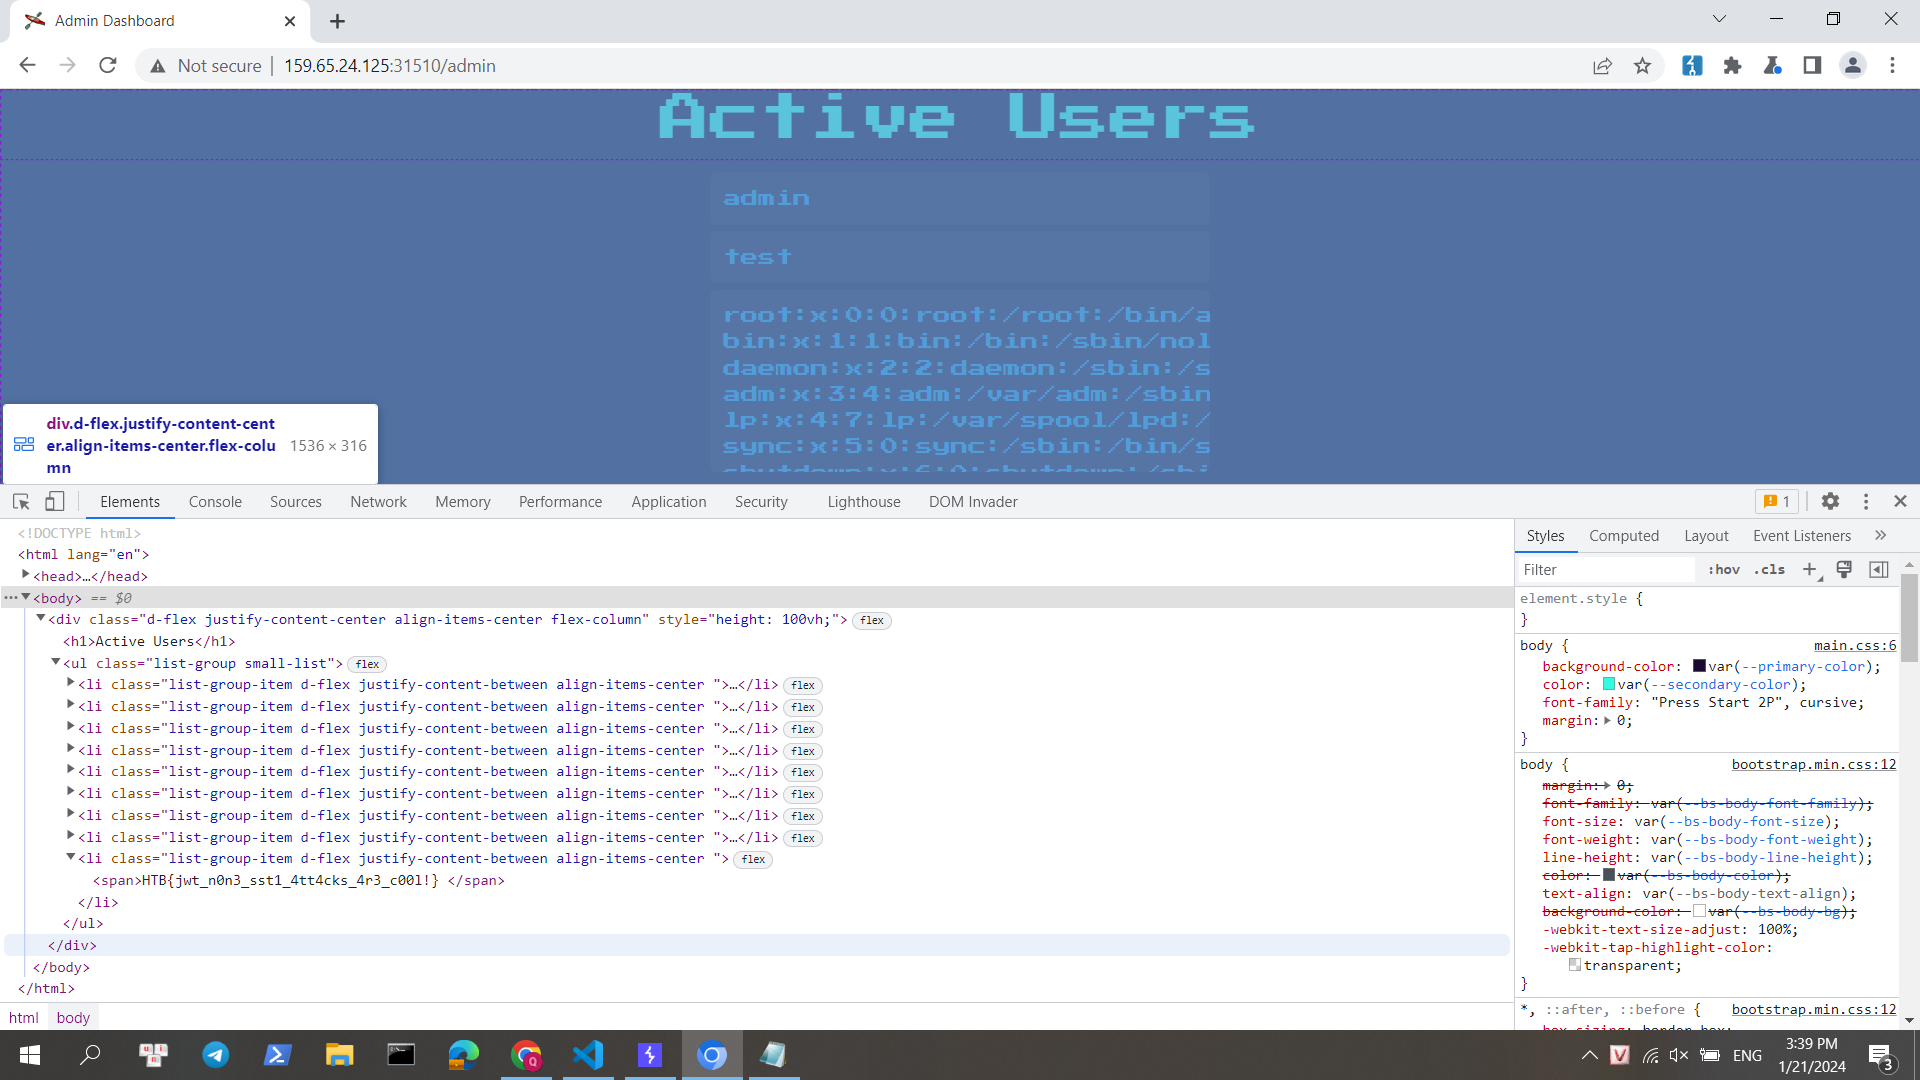 Admin Dashboard
Not secure
159.65.24.125:31510/admin
Active Users
admin
test
root:x:0:0:root:/root:/bin/a
bin:x:1:1:bin:/bin:/sbin/nol
daemon:x:2:2:daemon:/sbin:/s
adm:x:3:4:adm:/var/adm:/sbin
lp:x:4:7:lp:/var/spool/lpd:/
sync:x:5:0:sync:/sbin:/bin/s
shutdown:x:6:0:shutdown:/sbi
div.d-flex.justify-content-cent
er.align-items-center.flex-colu
mn
1536 × 316
Elements Console Sources Network Memory Performance Application Security Lighthouse DOM Invader
1
<!DOCTYPE html>
<html lang="en">
<head>…</head>
<body> == $0
<div class="d-flex justify-content-center align-items-center flex-column" style="height: 100vh;"> flex
<h1>Active Users</h1>
<ul class="list-group small-list"> flex
<li class="list-group-item d-flex justify-content-between align-items-center ">…</li> flex
<li class="list-group-item d-flex justify-content-between align-items-center ">…</li> flex
<li class="list-group-item d-flex justify-content-between align-items-center ">…</li> flex
<li class="list-group-item d-flex justify-content-between align-items-center ">…</li> flex
<li class="list-group-item d-flex justify-content-between align-items-center ">…</li> flex
<li class="list-group-item d-flex justify-content-between align-items-center ">…</li> flex
<li class="list-group-item d-flex justify-content-between align-items-center ">…</li> flex
<li class="list-group-item d-flex justify-content-between align-items-center ">…</li> flex
<li class="list-group-item d-flex justify-content-between align-items-center "> flex
<span>HTB{jwt_n0n3_sst1_4tt4cks_4r3_c00l!} </span>
</li>
</ul>
</div>
</body>
</html>
html body
Styles Computed Layout Event Listeners
Filter :hov .cls
element.style {
}
body { main.css:6
background-color: var(--primary-color);
color: var(--secondary-color);
font-family: "Press Start 2P", cursive;
margin: 0;
}
body { bootstrap.min.css:12
margin: 0;
font-family: var(--bs-body-font-family);
font-size: var(--bs-body-font-size);
font-weight: var(--bs-body-font-weight);
line-height: var(--bs-body-line-height);
color: var(--bs-body-color);
text-align: var(--bs-body-text-align);
background-color: var(--bs-body-bg);
-webkit-text-size-adjust: 100%;
-webkit-tap-highlight-color:
transparent;
}
*, ::after, ::before { bootstrap.min.css:12
box-sizing: border-box;
ENG
3:39 PM
1/21/2024
3